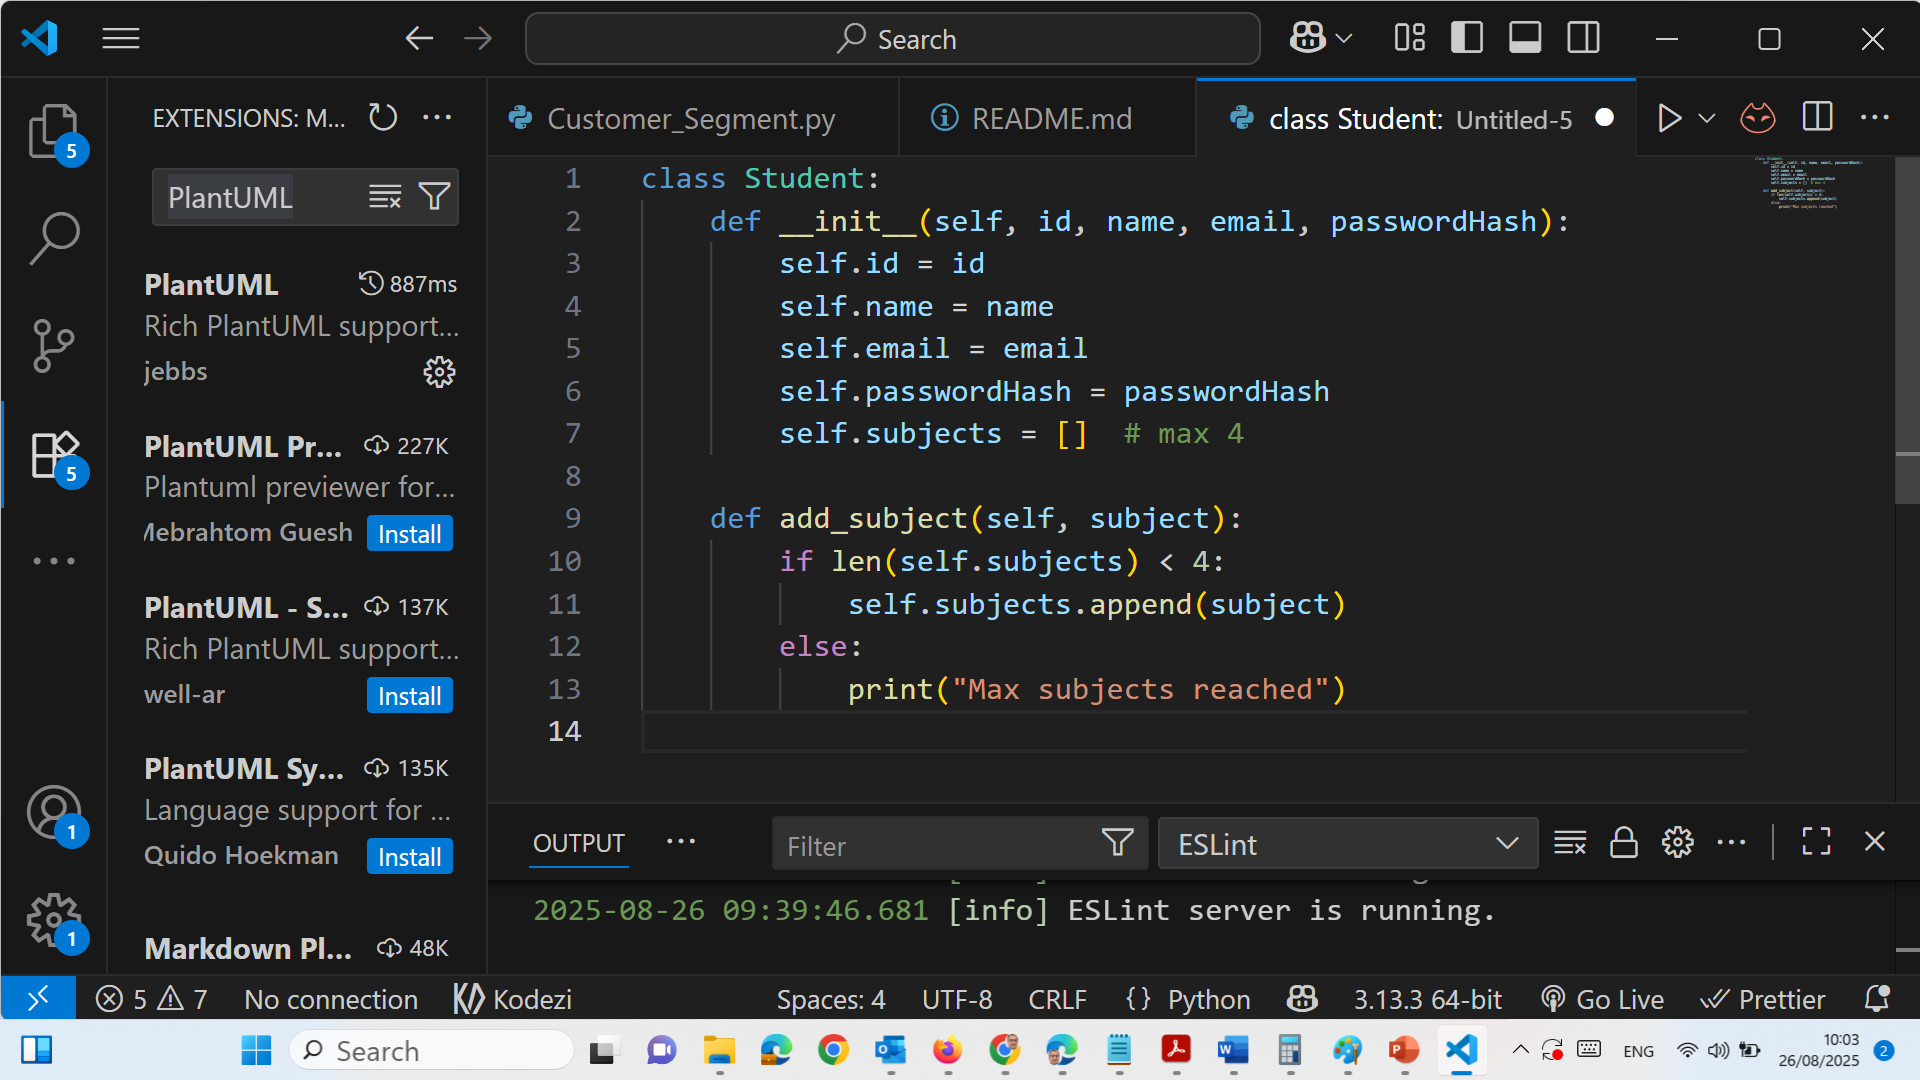 Search
EXTENSIONS: M...
Customer_Segment.py
README.md
class Student: Untitled-5
5
PlantUML
PlantUML 887ms
Rich PlantUML support...
jebbs
PlantUML Pr... 227K
Plantuml previewer for...
Mebrahtom Guesh Install
5
PlantUML - S... 137K
Rich PlantUML support...
well-ar Install
PlantUML Sy... 135K
Language support for ...
Quido Hoekman Install
1
Markdown Pl... 48K
1
1 class Student:
2 def __init__(self, id, name, email, passwordHash):
3 self.id = id
4 self.name = name
5 self.email = email
6 self.passwordHash = passwordHash
7 self.subjects = [] # max 4
8
9 def add_subject(self, subject):
10 if len(self.subjects) < 4:
11 self.subjects.append(subject)
12 else:
13 print("Max subjects reached")
14
OUTPUT
Filter
ESLint
2025-08-26 09:39:46.681 [info] ESLint server is running.
5 7 No connection Kodezi Spaces: 4 UTF-8 CRLF {} Python 3.13.3 64-bit Go Live Prettier
Search ENG 10:03
26/08/2025 2